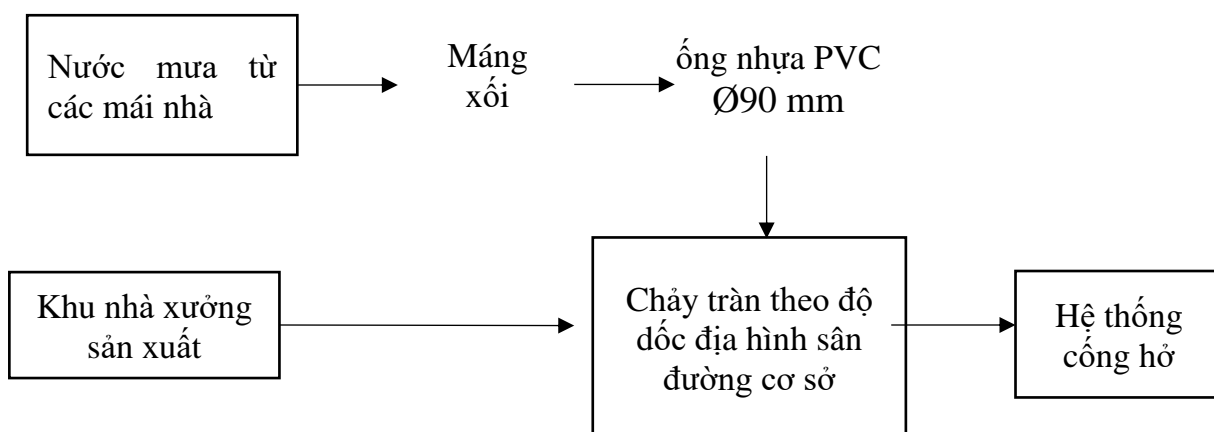 Nước mưa từ
các mái nhà
Máng
xối
ống nhựa PVC
Ø90 mm
Khu nhà xưởng
sản xuất
Chảy tràn theo độ
dốc địa hình sân
đường cơ sở
Hệ thống
cống hở